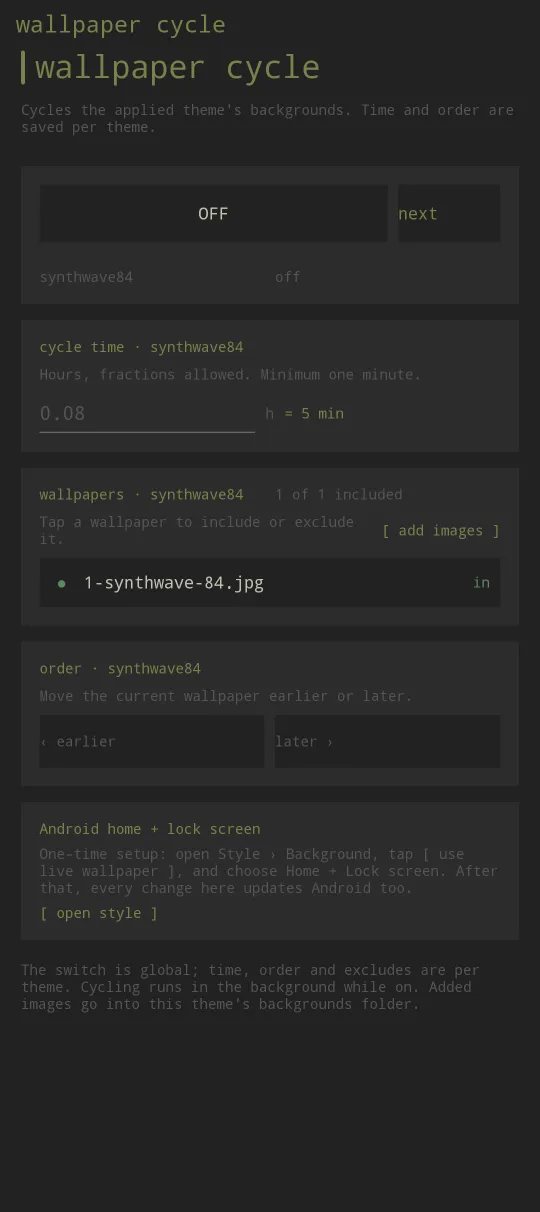 wallpaper cycle
wallpaper cycle
Cycles the applied theme's backgrounds. Time and order are
saved per theme.
OFF
next
synthwave84
off
cycle time · synthwave84
Hours, fractions allowed. Minimum one minute.
0.08
h = 5 min
wallpapers · synthwave84
1 of 1 included
Tap a wallpaper to include or exclude
it.
[ add images ]
● 1-synthwave-84.jpg
in
order · synthwave84
Move the current wallpaper earlier or later.
‹ earlier
later ›
Android home + lock screen
One-time setup: open Style › Background, tap [ use
live wallpaper ], and choose Home + Lock screen. After
that, every change here updates Android too.
[ open style ]
The switch is global; time, order and excludes are per
theme. Cycling runs in the background while on. Added
images go into this theme's backgrounds folder.